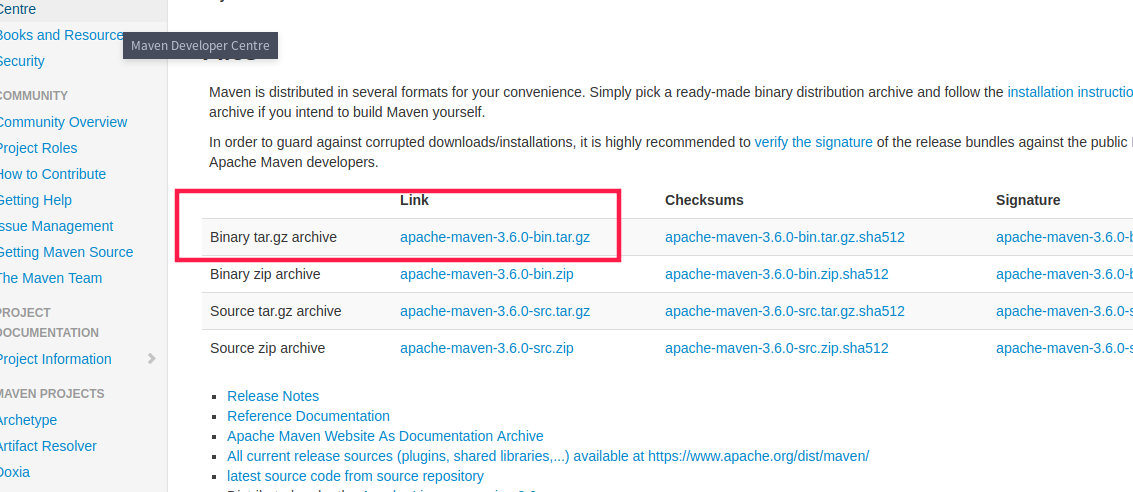 Centre
Books and Resource
Maven Developer Centre
Security
COMMUNITY
Community Overview
Project Roles
How to Contribute
Getting Help
Issue Management
Getting Maven Source
The Maven Team
PROJECT
DOCUMENTATION
Project Information
MAVEN PROJECTS
Archetype
Artifact Resolver
Doxia
Maven is distributed in several formats for your convenience. Simply pick a ready-made binary distribution archive and follow the installation instructio
archive if you intend to build Maven yourself.
In order to guard against corrupted downloads/installations, it is highly recommended to verify the signature of the release bundles against the public
Apache Maven developers.
Link Checksums Signature
Binary tar.gz archive apache-maven-3.6.0-bin.tar.gz apache-maven-3.6.0-bin.tar.gz.sha512 apache-maven-3.6.0-b
Binary zip archive apache-maven-3.6.0-bin.zip apache-maven-3.6.0-bin.zip.sha512 apache-maven-3.6.0-b
Source tar.gz archive apache-maven-3.6.0-src.tar.gz apache-maven-3.6.0-src.tar.gz.sha512 apache-maven-3.6.0-s
Source zip archive apache-maven-3.6.0-src.zip apache-maven-3.6.0-src.zip.sha512 apache-maven-3.6.0-s
Release Notes
Reference Documentation
Apache Maven Website As Documentation Archive
All current release sources (plugins, shared libraries,...) available at https://www.apache.org/dist/maven/
latest source code from source repository